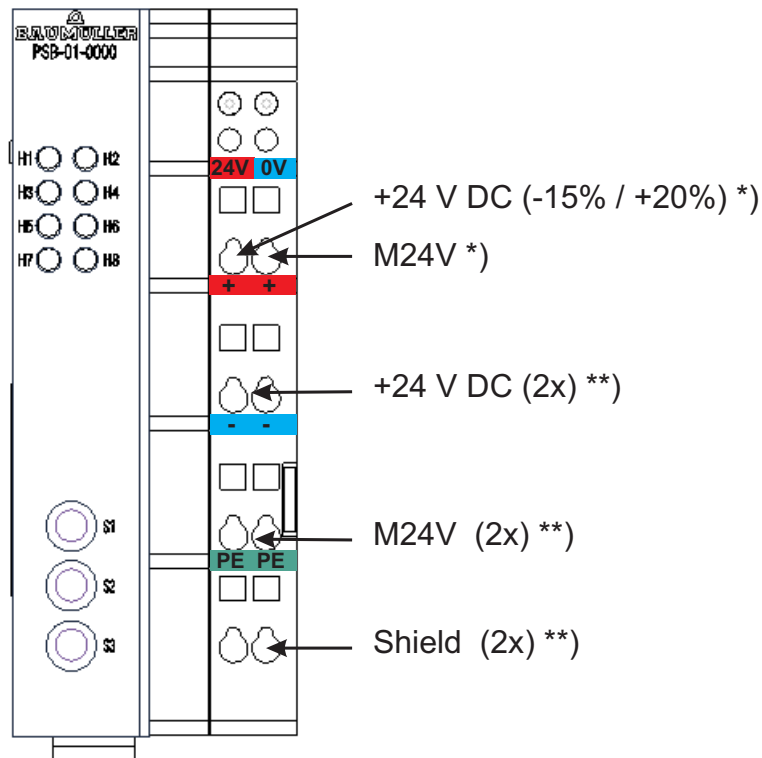 BAUMÜLLER
PSB-01-0000
H1 H2
H3 H4
H5 H6
H7 H8
24V 0V
+24 V DC (-15% / +20%) *)
M24V *)
+ +
+24 V DC (2x) **)
- -
S1
M24V (2x) **)
PE PE
S2
S3
Shield (2x) **)